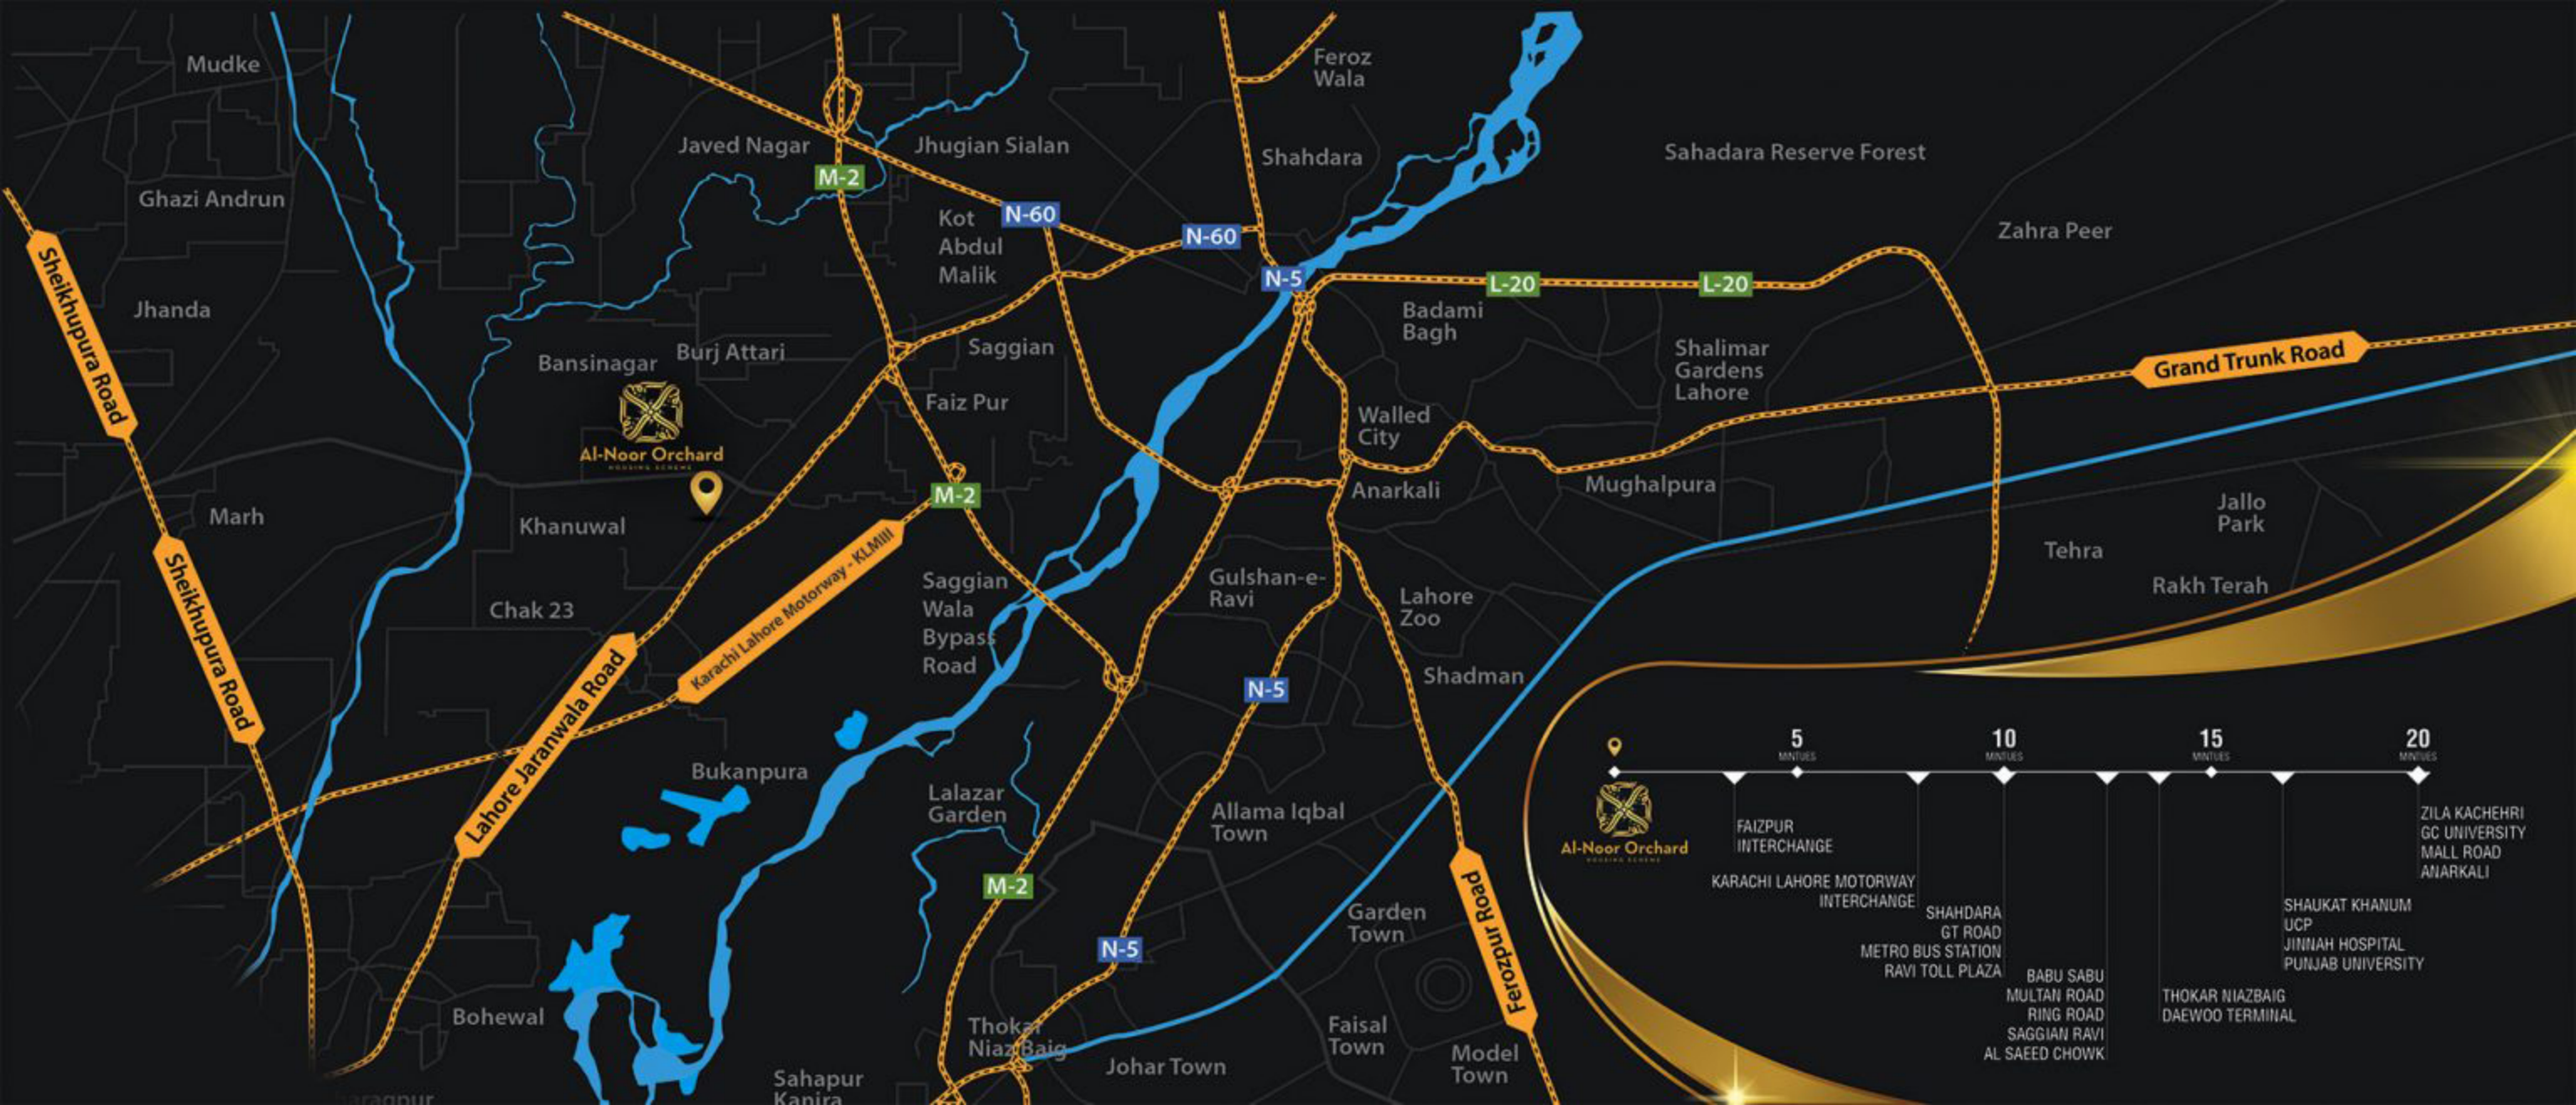 Mudke
Feroz
Wala
Javed Nagar
Jhugian Sialan
Shahdara
Sahadara Reserve Forest
M-2
Ghazi Andrun
Kot
Abdul
Malik
N-60
N-60
Zahra Peer
Sheikhupura Road
Jhanda
N-5
L-20
L-20
Badami
Bagh
Bansinagar
Burj Attari
Saggian
Shalimar
Gardens
Lahore
Grand Trunk Road
Faiz Pur
Walled
City
Al-Noor Orchard
HOUSING SCHEME
M-2
Anarkali
Mughalpura
Marh
Khanuwal
Jallo
Park
Tehra
Sheikhupura Road
Karachi Lahore Motorway - KLMIII
Saggian
Wala
Bypass
Road
Gulshan-e-
Ravi
Lahore
Zoo
Rakh Terah
Chak 23
Lahore Jaranwala Road
N-5
Shadman
Bukanpura
Lalazar
Garden
Allama Iqbal
Town
M-2
N-5
Garden
Town
Ferozpur Road
Bohewal
Thokar
Niaz Baig
Johar Town
Faisal
Town
Model
Town
Sahapur
Kanira
5
MINTUES
10
MINTUES
15
MINTUES
20
MINTUES
Al-Noor Orchard
HOUSING SCHEME
FAIZPUR
INTERCHANGE
KARACHI LAHORE MOTORWAY
INTERCHANGE
SHAHDARA
GT ROAD
METRO BUS STATION
RAVI TOLL PLAZA
BABU SABU
MULTAN ROAD
RING ROAD
SAGGIAN RAVI
AL SAEED CHOWK
THOKAR NIAZBAIG
DAEWOO TERMINAL
SHAUKAT KHANUM
UCP
JINNAH HOSPITAL
PUNJAB UNIVERSITY
ZILA KACHEHRI
GC UNIVERSITY
MALL ROAD
ANARKALI